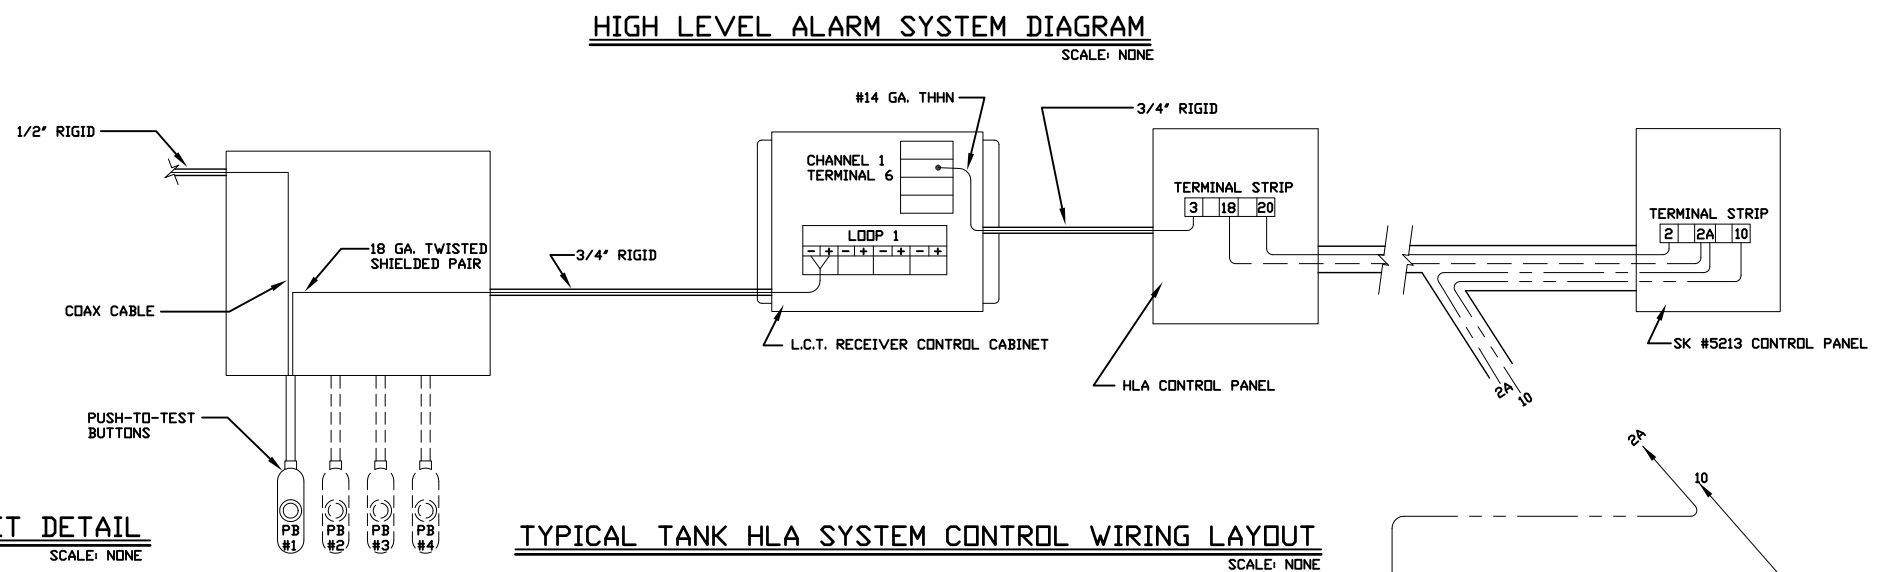 HIGH LEVEL ALARM SYSTEM DIAGRAM
SCALE: NONE
1/2" RIGID
#14 GA. THHN
3/4" RIGID
CHANNEL 1
TERMINAL 6
TERMINAL STRIP
3 18 20
TERMINAL STRIP
2 2A 10
LOOP 1
- + - + - + - +
18 GA. TWISTED
SHIELDED PAIR
3/4" RIGID
COAX CABLE
L.C.T. RECEIVER CONTROL CABINET
SK #5213 CONTROL PANEL
HLA CONTROL PANEL
2A
10
PUSH-TO-TEST
BUTTONS
2A
10
PB
#1
PB
#2
PB
#3
PB
#4
ET DETAIL
SCALE: NONE
TYPICAL TANK HLA SYSTEM CONTROL WIRING LAYOUT
SCALE: NONE